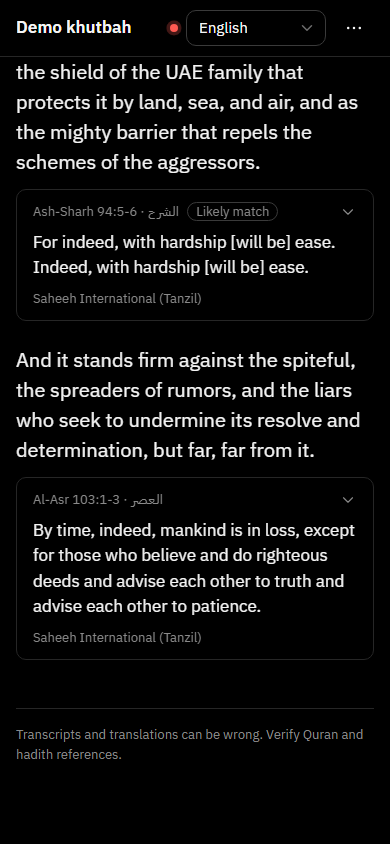 Demo khutbah
English
the shield of the UAE family that
protects it by land, sea, and air, and as
the mighty barrier that repels the
schemes of the aggressors.
Ash-Sharh 94:5-6 · الشرح Likely match
For indeed, with hardship [will be] ease.
Indeed, with hardship [will be] ease.
Saheeh International (Tanzil)
And it stands firm against the spiteful,
the spreaders of rumors, and the liars
who seek to undermine its resolve and
determination, but far, far from it.
Al-Asr 103:1-3 · العصر
By time, indeed, mankind is in loss, except
for those who believe and do righteous
deeds and advise each other to truth and
advise each other to patience.
Saheeh International (Tanzil)
Transcripts and translations can be wrong. Verify Quran and
hadith references.